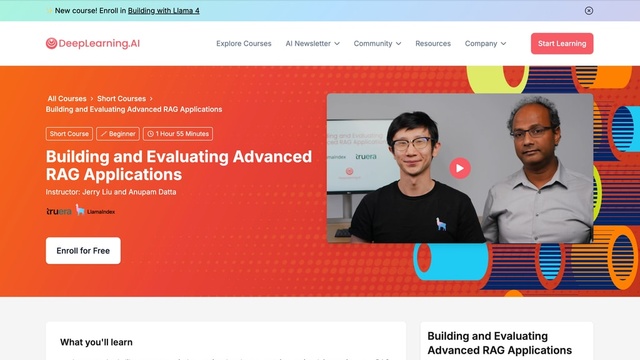 New course! Enroll in Building with Llama 4
DeepLearning.AI
Explore Courses
AI Newsletter
Community
Resources
Company
Start Learning
All Courses > Short Courses >
Building and Evaluating Advanced RAG Applications
Short Course
Beginner
1 Hour 55 Minutes
Building and Evaluating Advanced
RAG Applications
Instructor: Jerry Liu and Anupam Datta
truera
LlamaIndex
Enroll for Free
What you'll learn
Building and Evaluating
Advanced RAG Applications